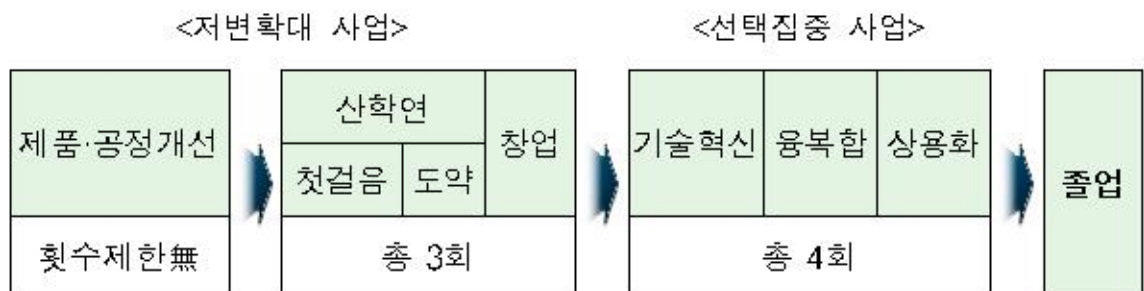 <저변확대 사업> <선택집중 사업>
산학연
제품·공정개선 창업 기술혁신 융복합 상용화
첫걸음 도약 졸업
횟수제한無 총 3회 총 4회